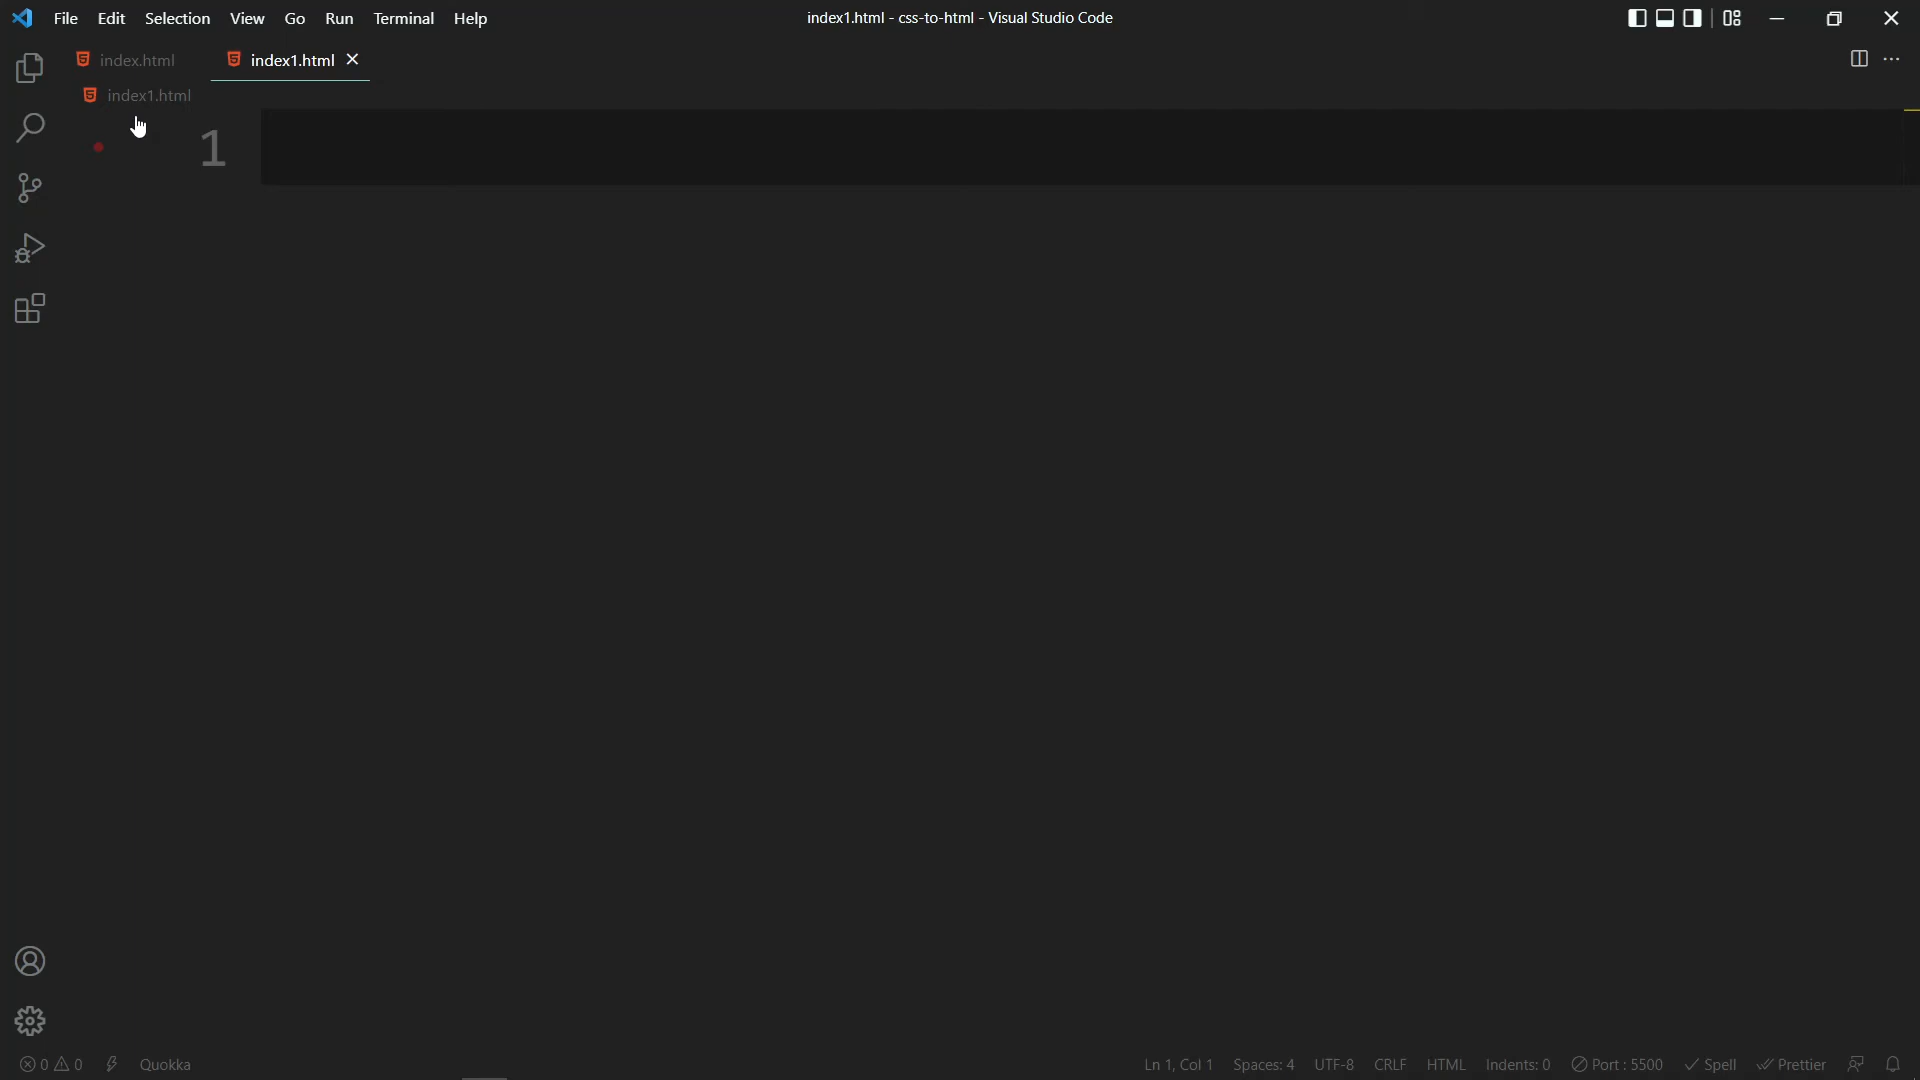 File Edit Selection View Go Run Terminal Help
index1.html - css-to-html - Visual Studio Code
index.html index1.html
index1.html
1
0 0 Quokka
Ln 1, Col 1 Spaces: 4 UTF-8 CRLF HTML Indents: 0 Port : 5500 Spell Prettier